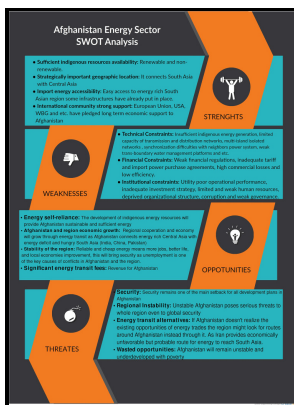 Afghanistan Energy Sector
SWOT Analysis
● Sufficient indigenous resources availability: Renewable and non-
renewable.
● Strategically important geographic location: It connects South Asia
with Central Asia
● Import energy accessibility: Easy access to energy rich South
Asian region some infrastructures have already put in place.
● International community strong support: European Union, USA,
WBG and etc. have pledged long term economic support to
Afghanistan
STRENGHTS
● Technical Constraints: Insufficient indigenous energy generation, limited
capacity of transmission and distribution networks, multi-island isolated
networks , synchronization difficulties with neighbors power system, weak
trans-boundary water management platforms and etc.
● Financial Constraints: Weak financial regulations, inadequate tariff
and import power purchase agreements, high commercial losses and
low efficiency.
● Institutional constraints: Utility poor operational performance,
inadequate investment strategy, limited and weak human resources,
deprived organizational structure, corruption and weak governance
WEAKNESSES
● Energy self-reliance: The development of indigenous energy resources will
provide Afghanistan sustainable and sufficient energy
● Afghanistan and region economic growth: Regional cooperation and economy
will grow through energy transit as Afghanistan connects energy rich Central Asia with
energy deficit and hungry South Asia (India, China, Pakistan).
● Stability of the region: Reliable and cheap energy means more jobs, better life,
and local economies improvement, this will bring security as unemployment is one
of the key causes of conflicts in Afghanistan and the region.
● Significant energy transit fees: Revenue for Afghanistan
OPPOTUNITIES
Security: Security remains one of the main setback for all development plans in
Afghanistan
• Regional Instability: Unstable Afghanistan poses serious threats to
whole region even to global security
• Energy transit alternatives: If Afghanistan doesn't realize the
existing opportunities of energy trades the region might look for routes
around Afghanistan instead through it. As Iran provides economically
unfavorable but probable route for energy to reach South Asia.
• Wasted opportunities: Afghanistan will remain unstable and
underdeveloped with poverty.
THREATES